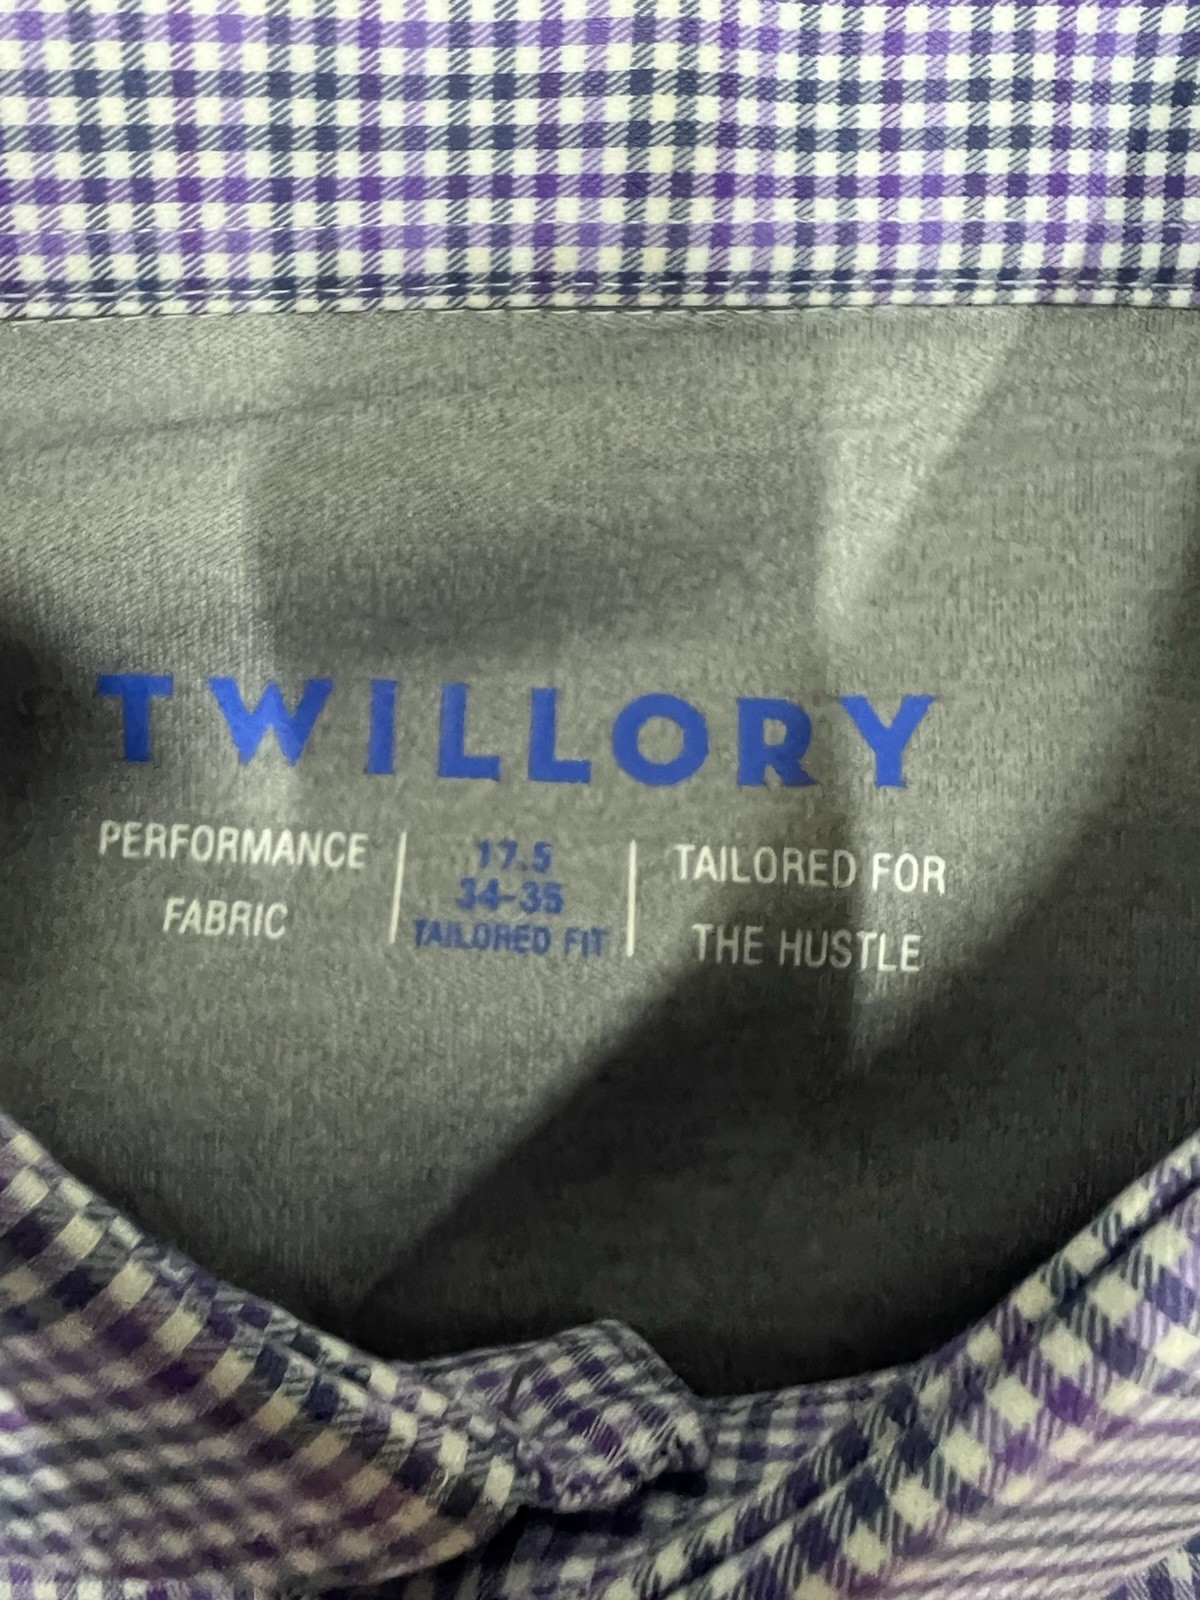 TWILLORY
PERFORMANCE
FABRIC
17.5
34-35
TAILORED FIT
TAILORED FOR
THE HUSTLE